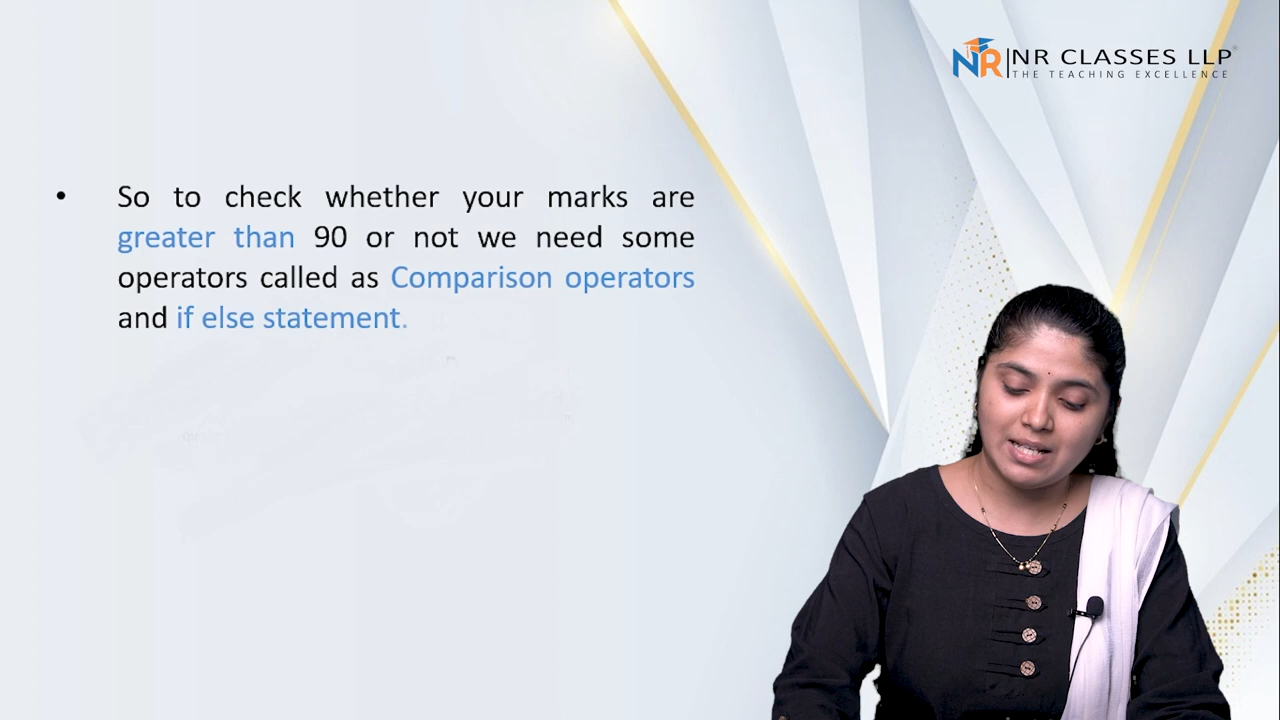 NR | NR CLASSES LLP
THE TEACHING EXCELLENCE
• So to check whether your marks are
greater than 90 or not we need some
operators called as Comparison operators
and if else statement.